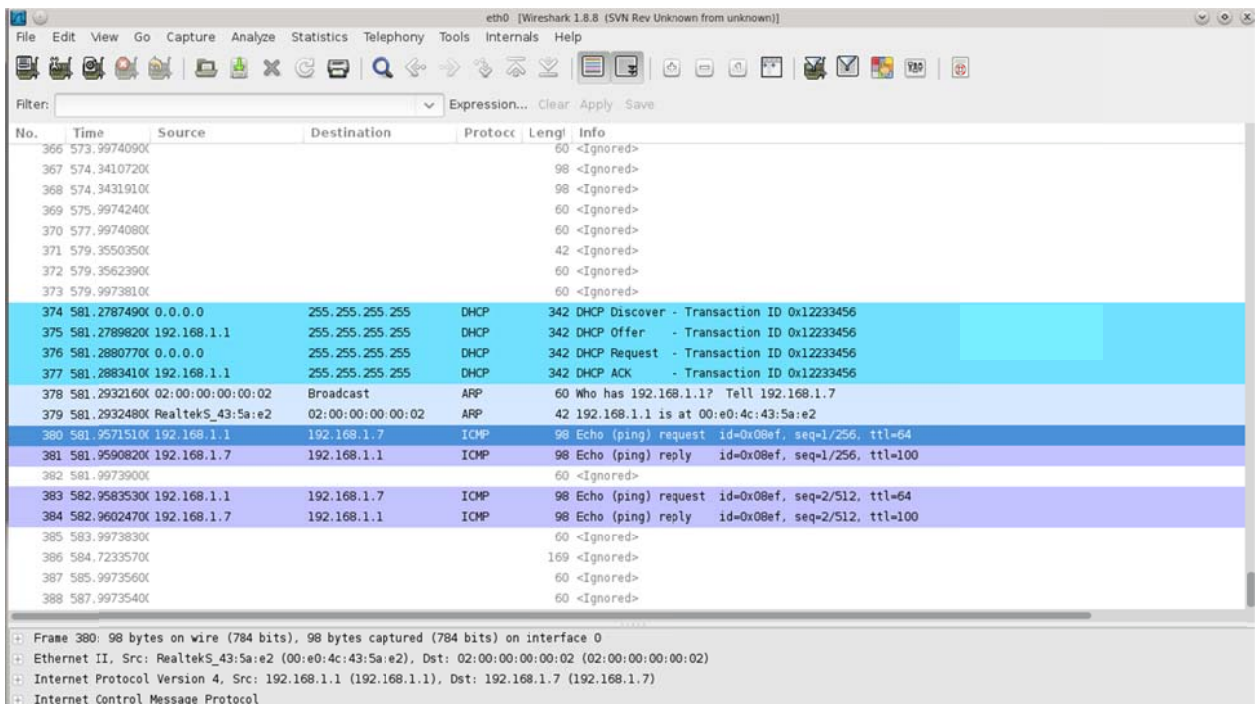 eth0 [Wireshark 1.8.8 (SVN Rev Unknown from unknown)]
File Edit View Go Capture Analyze Statistics Telephony Tools Internals Help
Filter: Expression... Clear Apply Save
No. Time Source Destination Protocc Lengt Info
366 573.9974090( 60 <Ignored>
367 574.3410720( 98 <Ignored>
368 574.3431910( 98 <Ignored>
369 575.9974240( 60 <Ignored>
370 577.9974080( 60 <Ignored>
371 579.3550350( 42 <Ignored>
372 579.3562390( 60 <Ignored>
373 579.9973810( 60 <Ignored>
374 581.2787490( 0.0.0.0 255.255.255.255 DHCP 342 DHCP Discover - Transaction ID 0x12233456
375 581.2789820( 192.168.1.1 255.255.255.255 DHCP 342 DHCP Offer - Transaction ID 0x12233456
376 581.2880770( 0.0.0.0 255.255.255.255 DHCP 342 DHCP Request - Transaction ID 0x12233456
377 581.2883410( 192.168.1.1 255.255.255.255 DHCP 342 DHCP ACK - Transaction ID 0x12233456
378 581.2932160( 02:00:00:00:00:02 Broadcast ARP 60 Who has 192.168.1.1? Tell 192.168.1.7
379 581.2932480( RealtekS_43:5a:e2 02:00:00:00:00:02 ARP 42 192.168.1.1 is at 00:e0:4c:43:5a:e2
380 581.9571510( 192.168.1.1 192.168.1.7 ICMP 98 Echo (ping) request id=0x08ef, seq=1/256, ttl=64
381 581.9590820( 192.168.1.7 192.168.1.1 ICMP 98 Echo (ping) reply id=0x08ef, seq=1/256, ttl=100
382 581.9973900( 60 <Ignored>
383 582.9583530( 192.168.1.1 192.168.1.7 ICMP 98 Echo (ping) request id=0x08ef, seq=2/512, ttl=64
384 582.9602470( 192.168.1.7 192.168.1.1 ICMP 98 Echo (ping) reply id=0x08ef, seq=2/512, ttl=100
385 583.9973830( 60 <Ignored>
386 584.7233570( 169 <Ignored>
387 585.9973560( 60 <Ignored>
388 587.9973540( 60 <Ignored>
Frame 380: 98 bytes on wire (784 bits), 98 bytes captured (784 bits) on interface 0
Ethernet II, Src: RealtekS_43:5a:e2 (00:e0:4c:43:5a:e2), Dst: 02:00:00:00:00:02 (02:00:00:00:00:02)
Internet Protocol Version 4, Src: 192.168.1.1 (192.168.1.1), Dst: 192.168.1.7 (192.168.1.7)
Internet Control Message Protocol